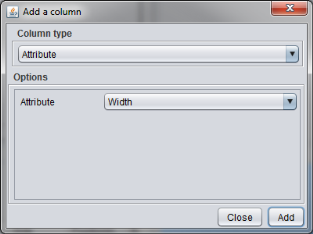 Add a column
Column type
Attribute
Options
Attribute Width
Close Add